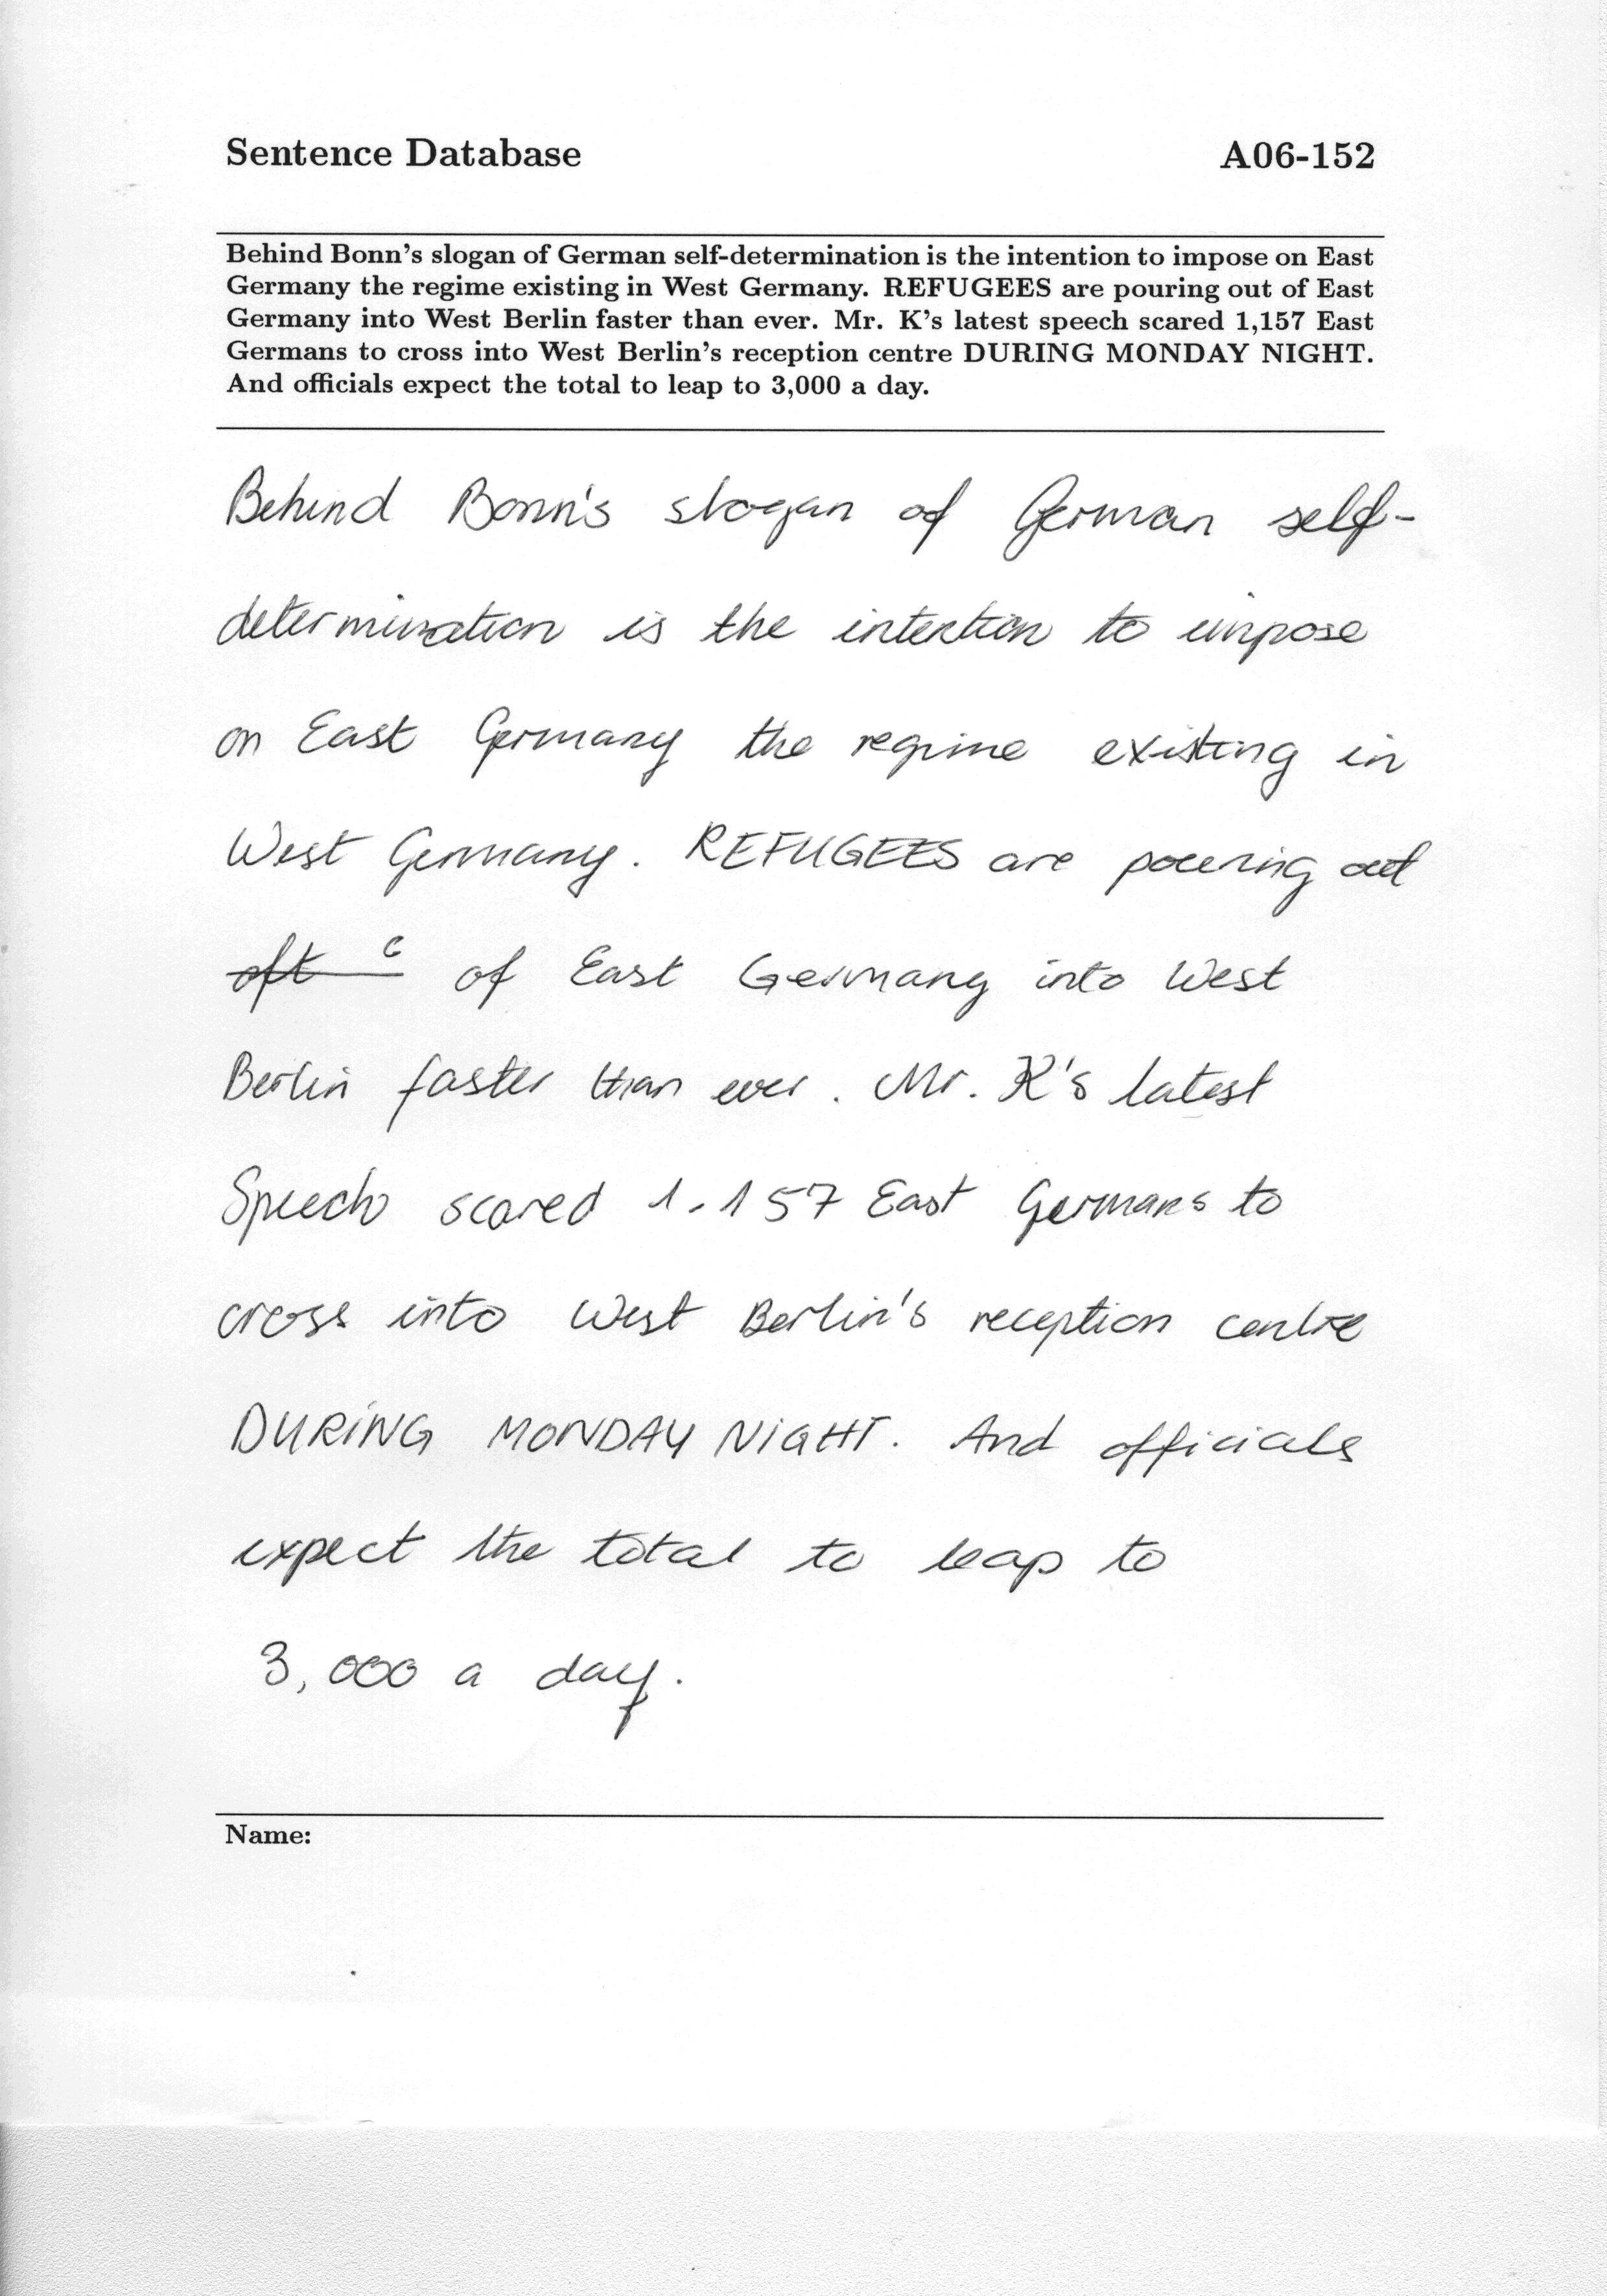 Sentence Database A06-152
Behind Bonn's slogan of German self-determination is the intention to impose on East
Germany the regime existing in West Germany. REFUGEES are pouring out of East
Germany into West Berlin faster than ever. Mr. K's latest speech scared 1,157 East
Germans to cross into West Berlin's reception centre DURING MONDAY NIGHT.
And officials expect the total to leap to 3,000 a day.
Behind Bonn's slogan of German self-
determination is the intention to impose
on East Germany the regime existing in
West Germany. REFUGEES are pouring out
of East Germany into West
Berlin faster than ever. Mr. K's latest
Speech scared 1.157 East Germans to
cross into West Berlin's reception centre
DURING MONDAY NIGHT. And officials
expect the total to leap to
3,000 a day.
Name: